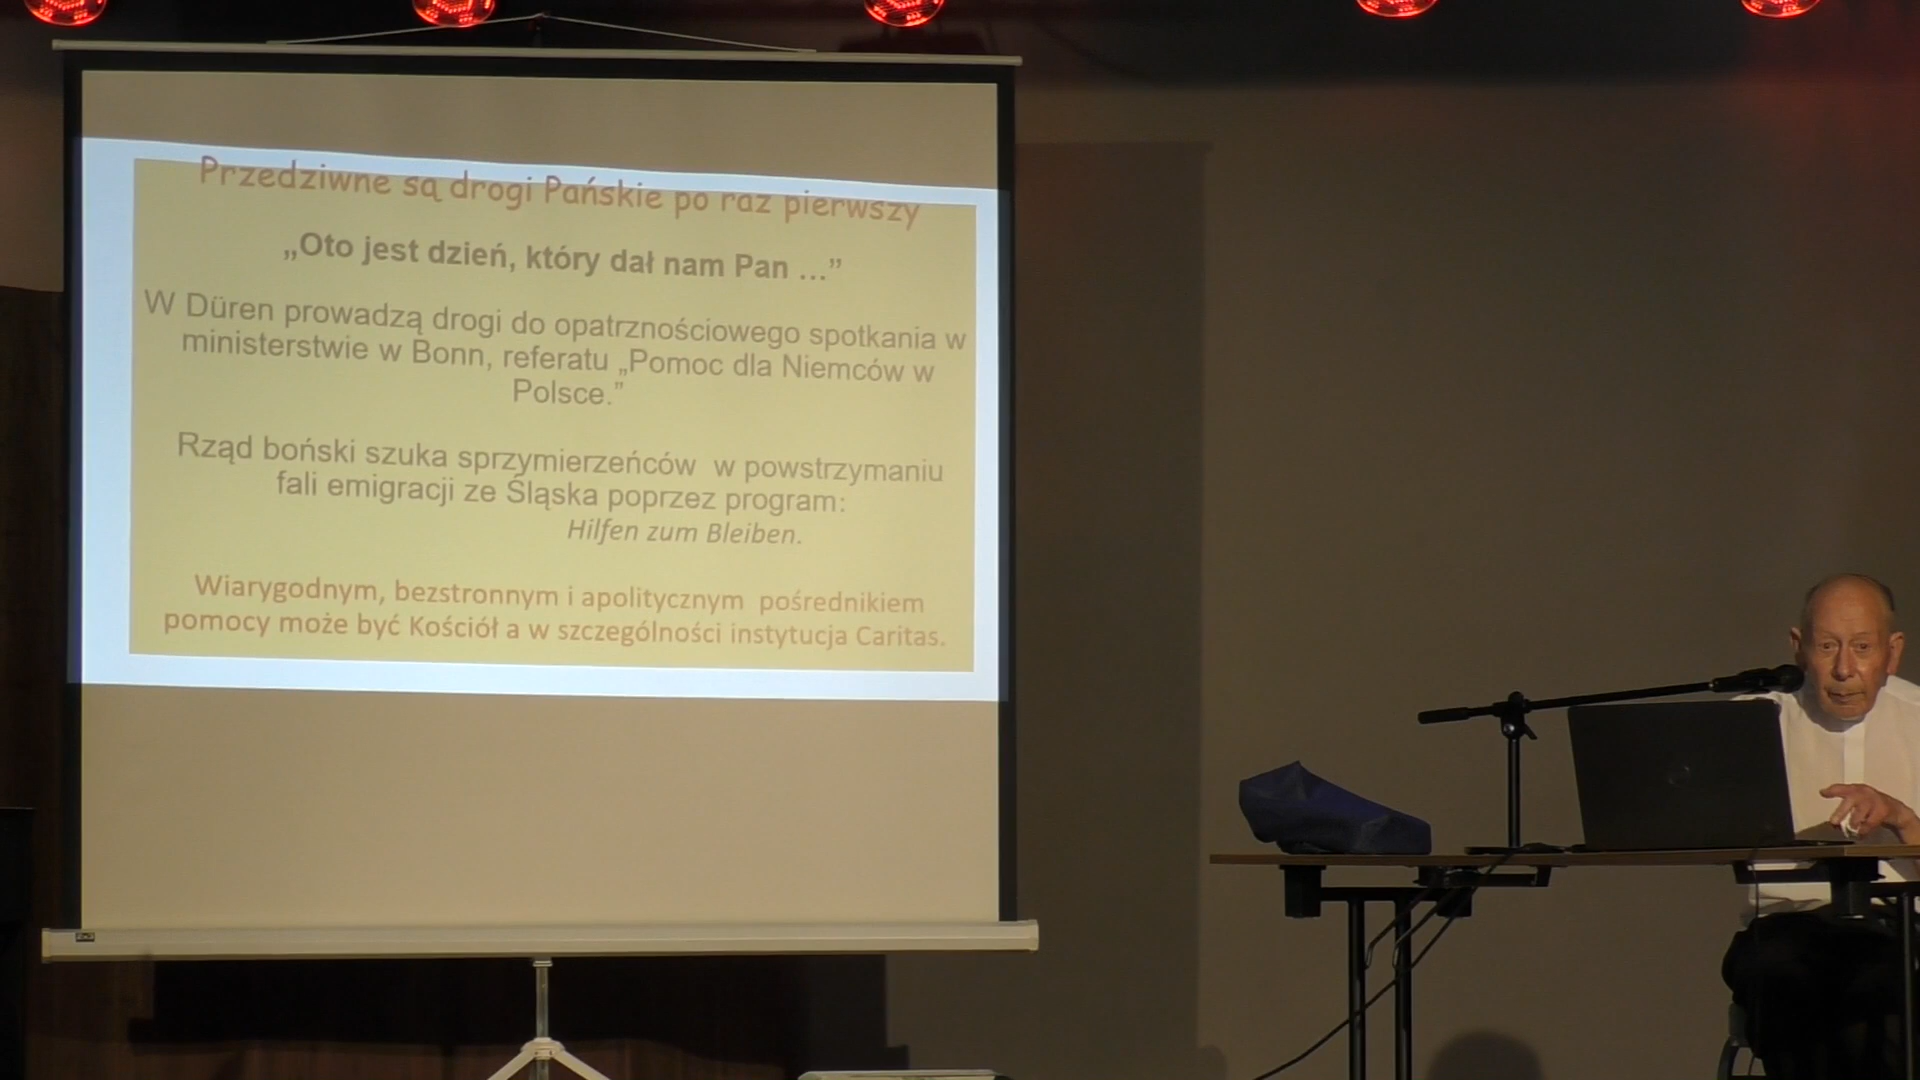 Przedziwne są drogi Pańskie po raz pierwszy
„Oto jest dzień, który dał nam Pan ...”
W Düren prowadzą drogi do opatrznościowego spotkania w
ministerstwie w Bonn, referatu „Pomoc dla Niemców w
Polsce.”
Rząd boński szuka sprzymierzeńców w powstrzymaniu
fali emigracji ze Śląska poprzez program:
Hilfen zum Bleiben.
Wiarygodnym, bezstronnym i apolitycznym pośrednikiem
pomocy może być Kościół a w szczególności instytucja Caritas.